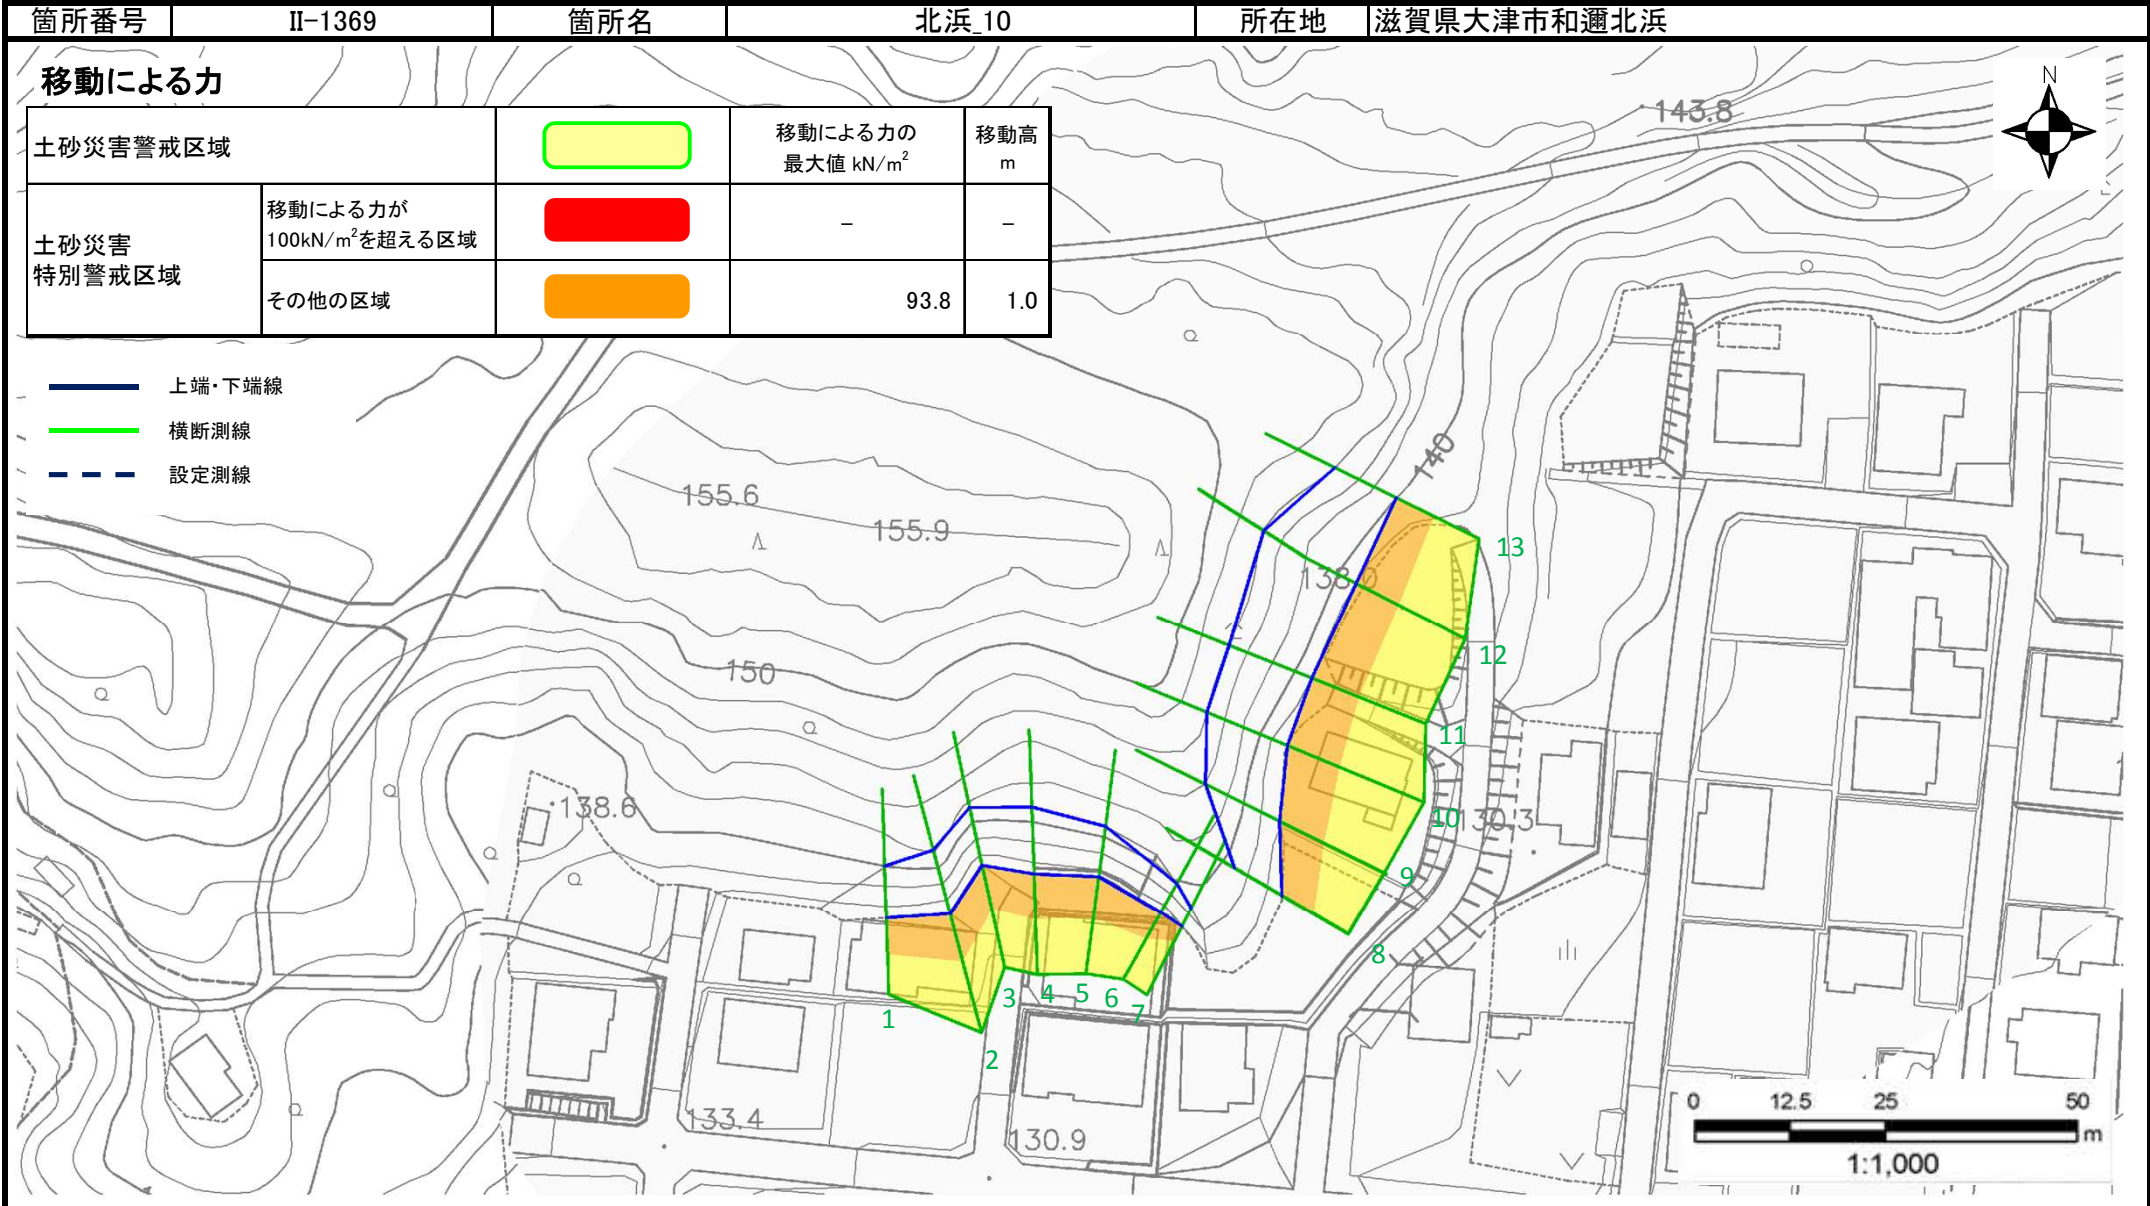 箇所番号 II-1369 箇所名 北浜_10 所在地 滋賀県大津市和邇北浜
移動による力
土砂災害警戒区域
移動による力の
最大値 kN/m²
移動高
m
土砂災害
特別警戒区域
移動による力が
100kN/m²を超える区域
－ －
その他の区域
93.8 1.0
上端・下端線
横断測線
設定測線
N
143.8
140
155.6
155.9
138.0
150
138.6
130.3
133.4
130.9
13
12
11
10
9
8
1
2
3
4
5
6
7
0 12.5 25 50
m
1:1,000